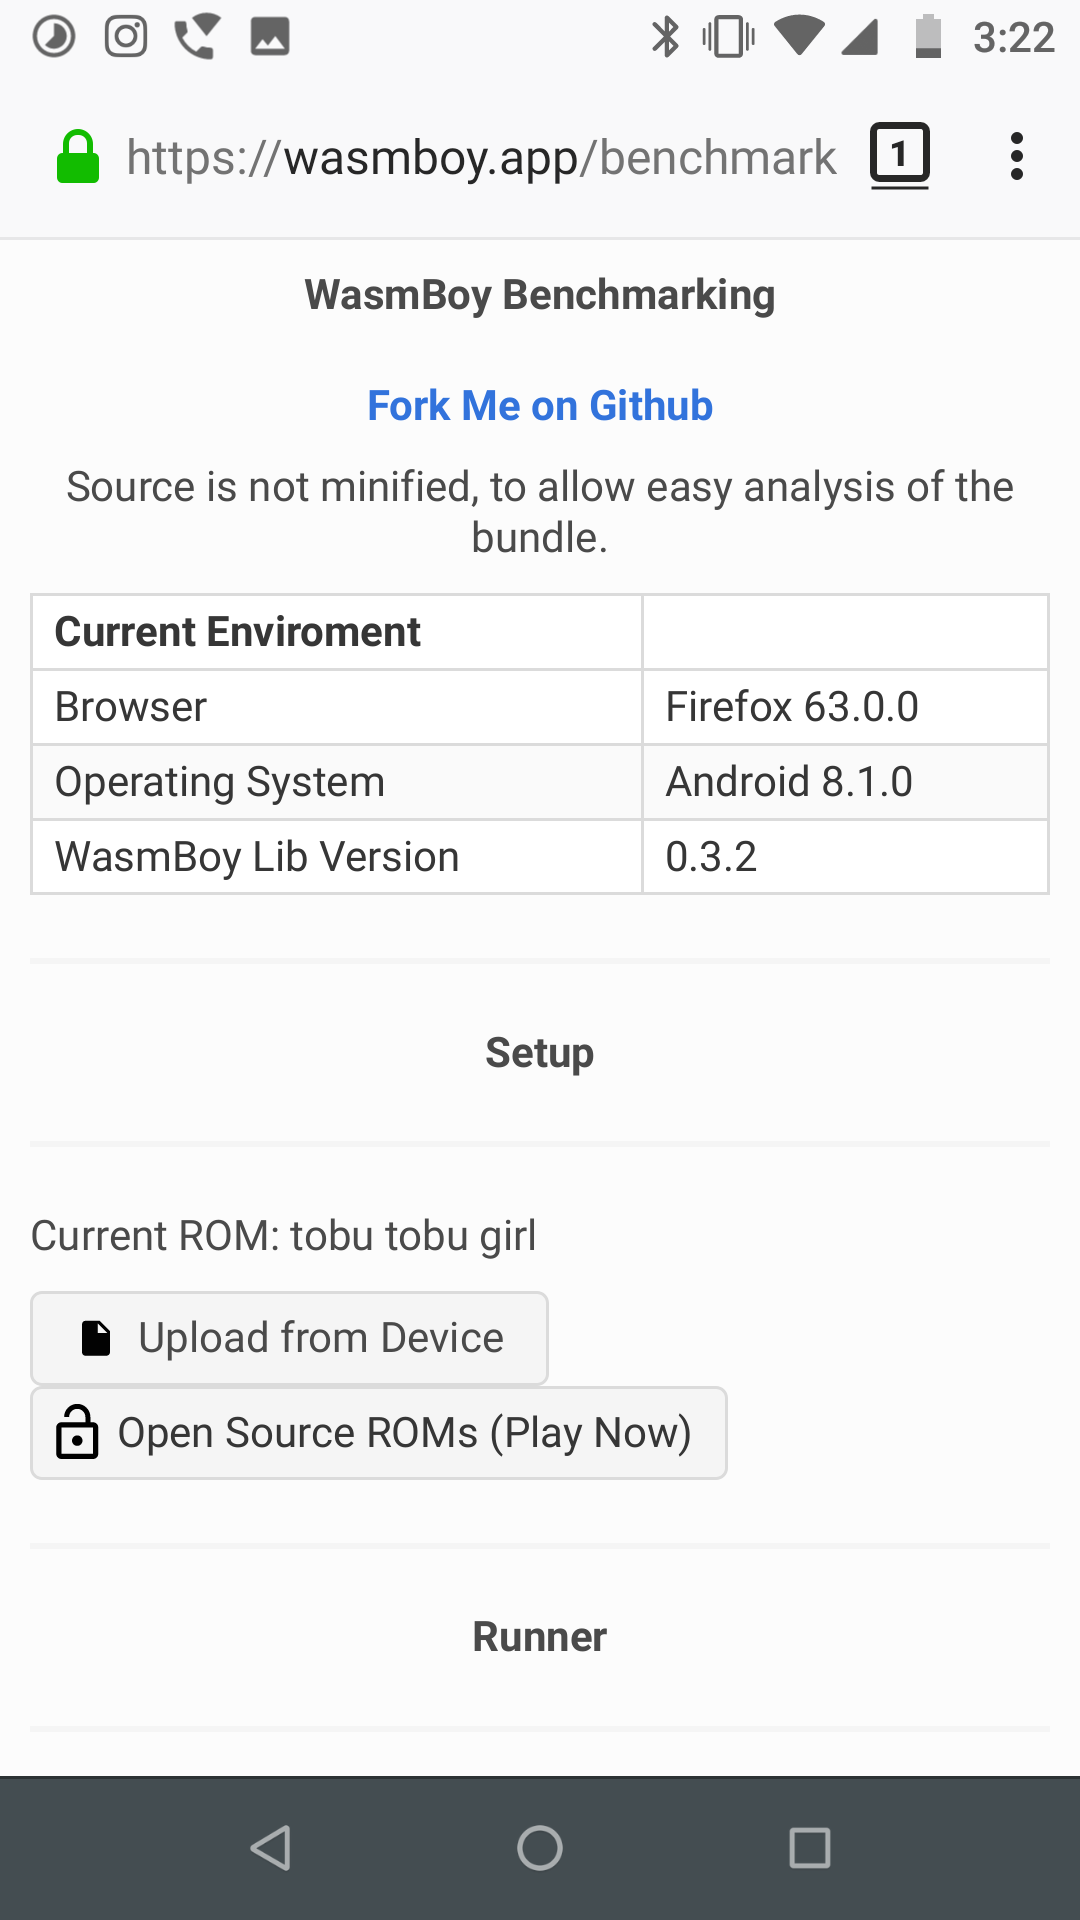 3:22
https://wasmboy.app/benchmark
1
WasmBoy Benchmarking
Fork Me on Github
Source is not minified, to allow easy analysis of the
bundle.
Current Enviroment
Browser Firefox 63.0.0
Operating System Android 8.1.0
WasmBoy Lib Version 0.3.2
Setup
Current ROM: tobu tobu girl
Upload from Device
Open Source ROMs (Play Now)
Runner